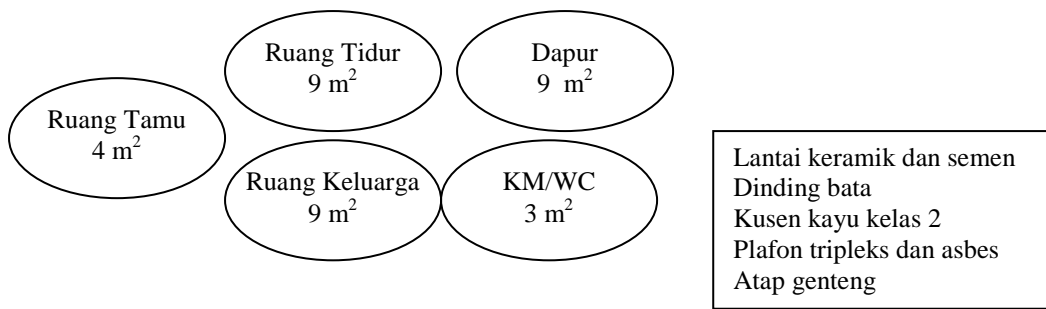 Ruang Tidur
9 m²
Dapur
9 m²
Ruang Tamu
4 m²
Ruang Keluarga
9 m²
KM/WC
3 m²
Lantai keramik dan semen
Dinding bata
Kusen kayu kelas 2
Plafon tripleks dan asbes
Atap genteng